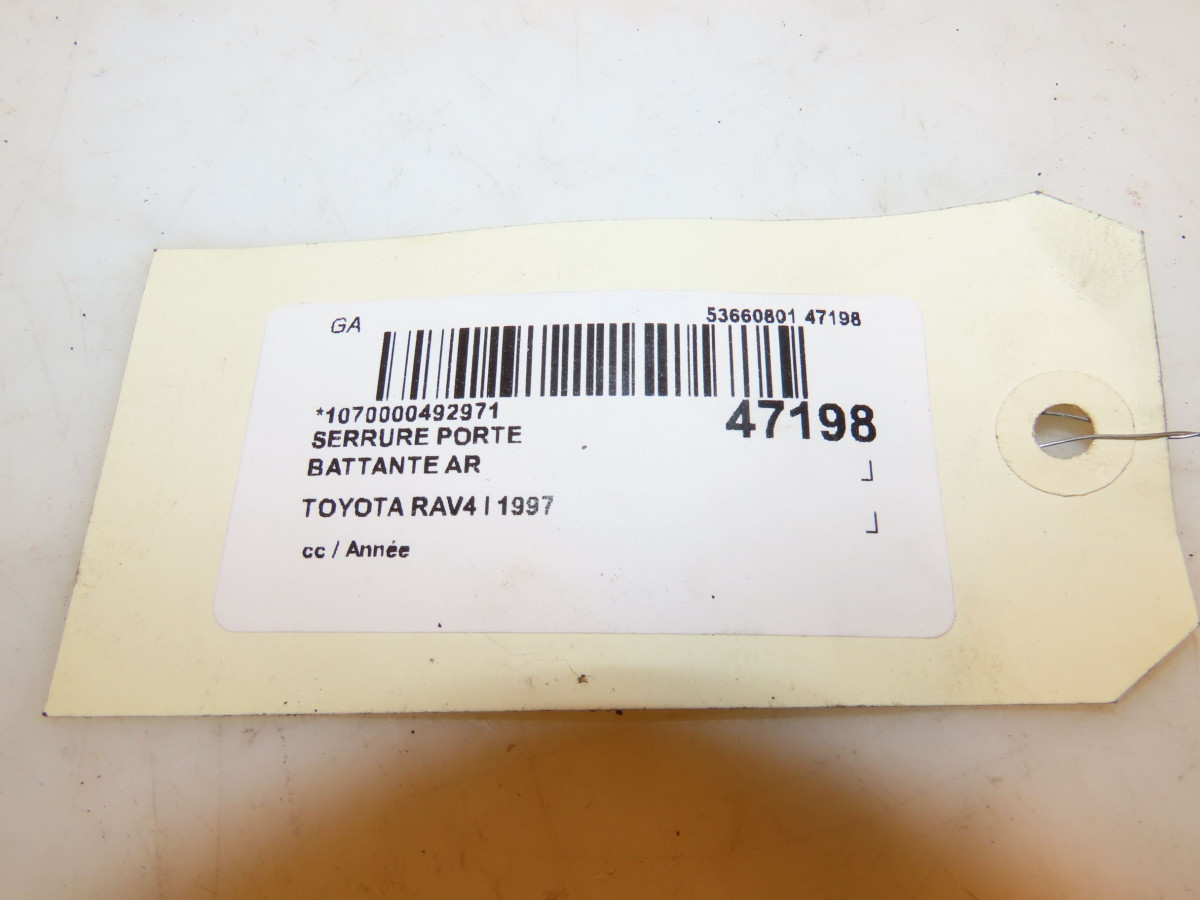 GA
53660801 47198
*1070000492971
47198
SERRURE PORTE
BATTANTE AR
TOYOTA RAV4 I 1997
cc / Année